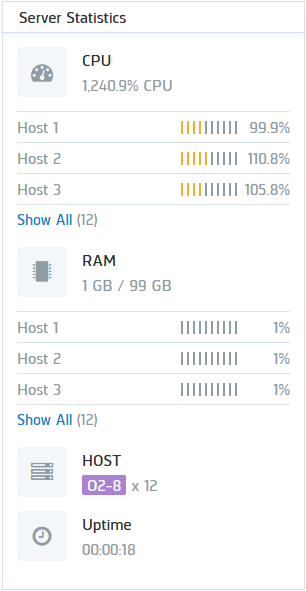 Server Statistics
CPU
1,240.9% CPU
Host 1 99.9%
Host 2 110.8%
Host 3 105.8%
Show All (12)
RAM
1 GB / 99 GB
Host 1 1%
Host 2 1%
Host 3 1%
Show All (12)
HOST
O2-8 x 12
Uptime
00:00:18